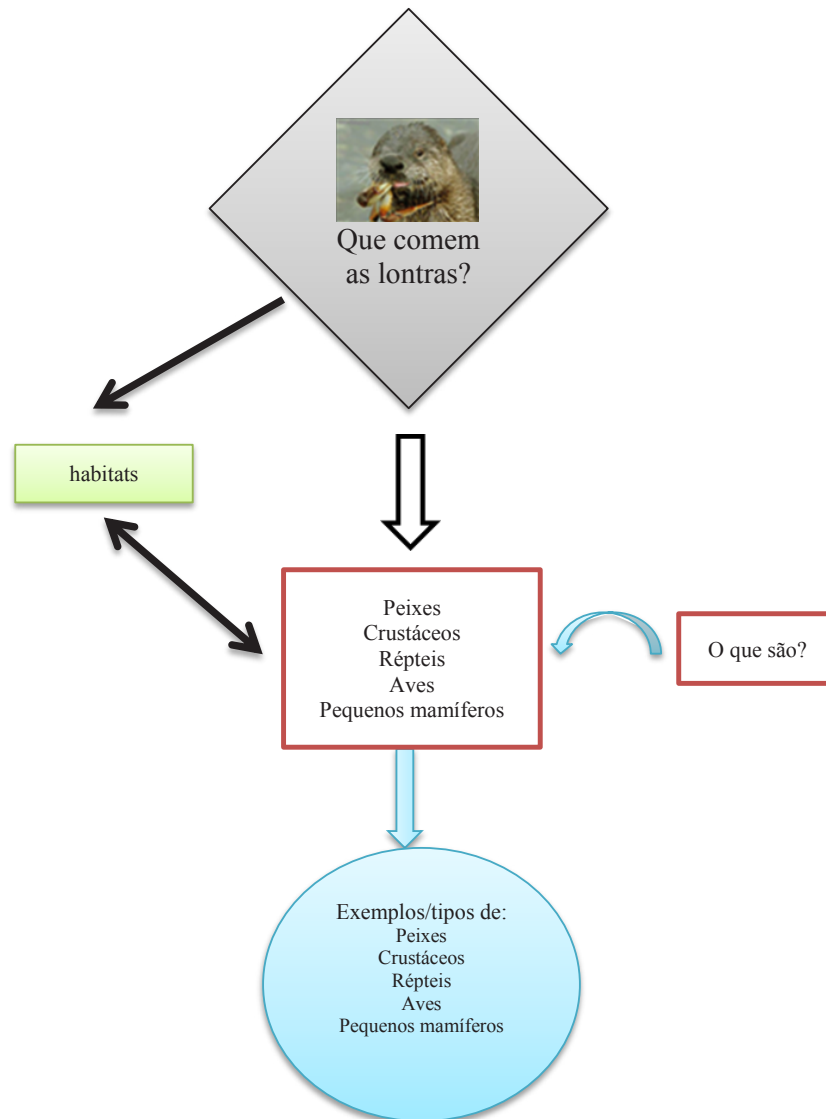 Que comem
as lontras?
habitats
Peixes
Crustáceos
Répteis
Aves
Pequenos mamíferos
O que são?
Exemplos/tipos de:
Peixes
Crustáceos
Répteis
Aves
Pequenos mamíferos